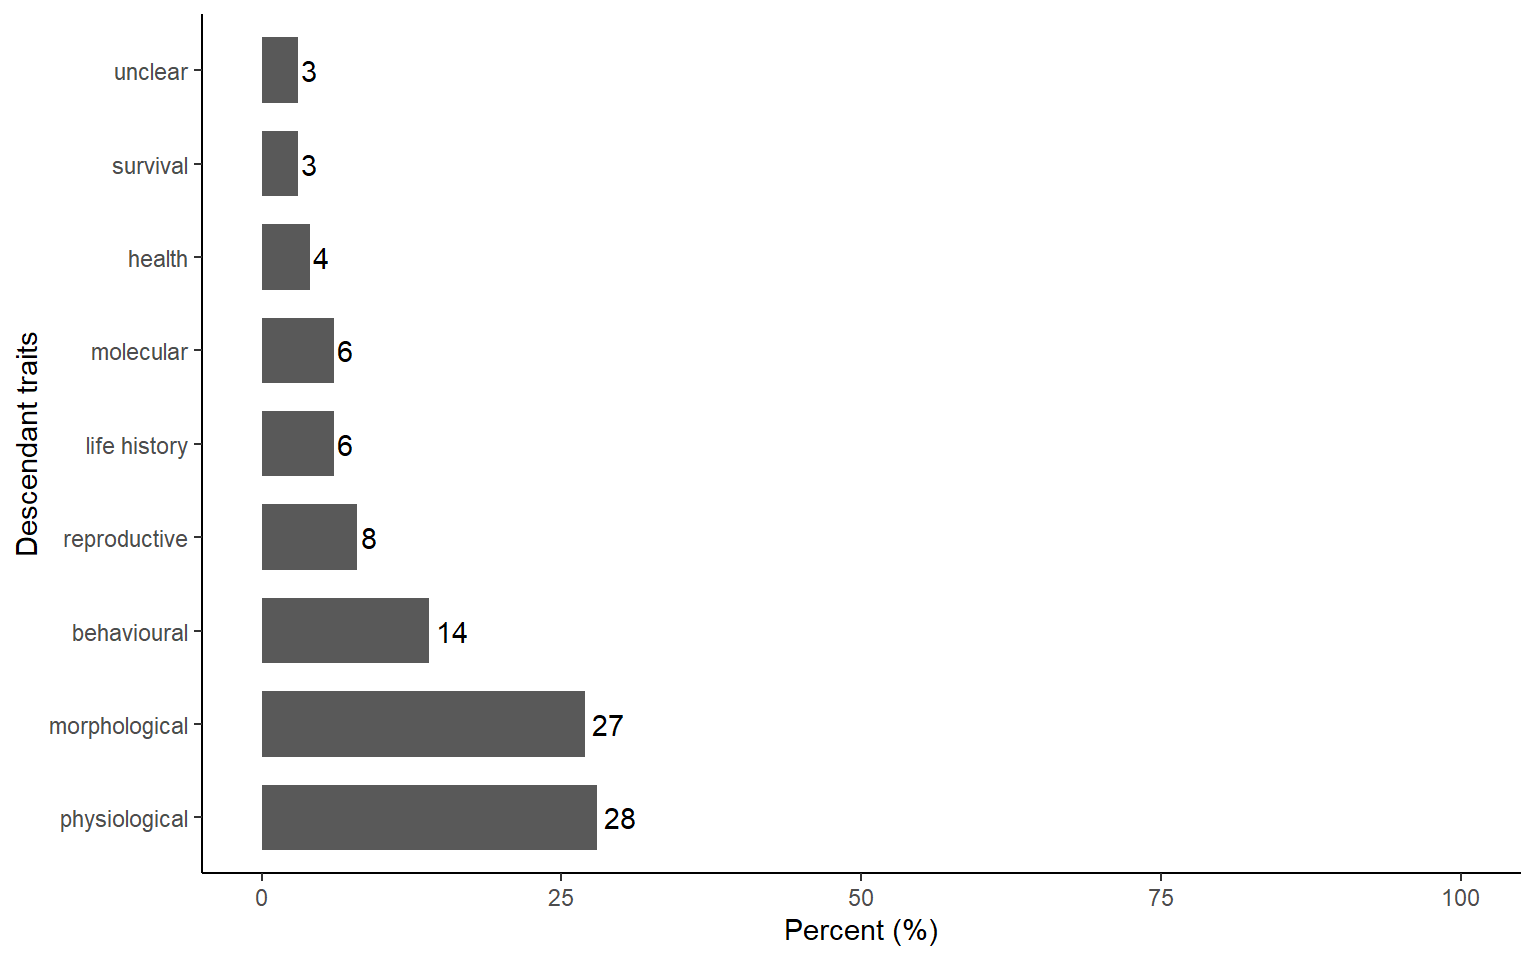 unclear 3
survival 3
health 4
molecular 6
life history 6
reproductive 8
behavioural 14
morphological 27
physiological 28
0 25 50 75 100
Percent (%)
Descendant traits